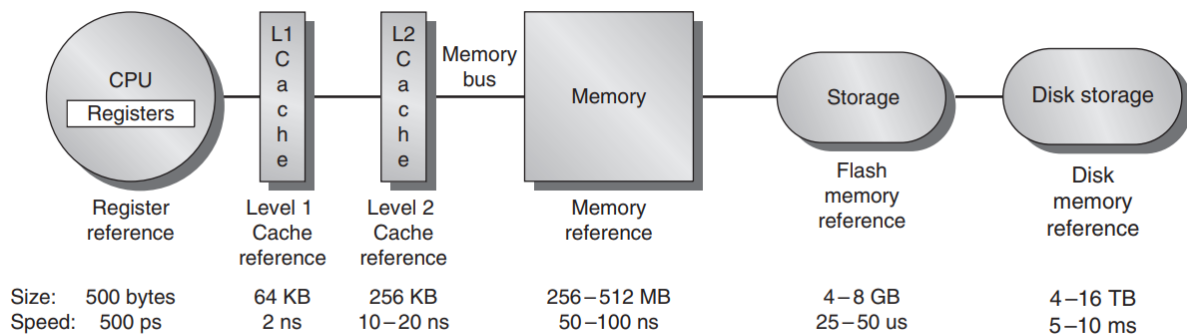 CPU
Registers
L1
C
a
c
h
e
L2
C
a
c
h
e
Memory
bus
Memory
Storage
Disk storage
Register
reference
Level 1
Cache
reference
Level 2
Cache
reference
Memory
reference
Flash
memory
reference
Disk
memory
reference
Size: 500 bytes 64 KB 256 KB 256–512 MB 4–8 GB 4–16 TB
Speed: 500 ps 2 ns 10–20 ns 50–100 ns 25–50 us 5–10 ms